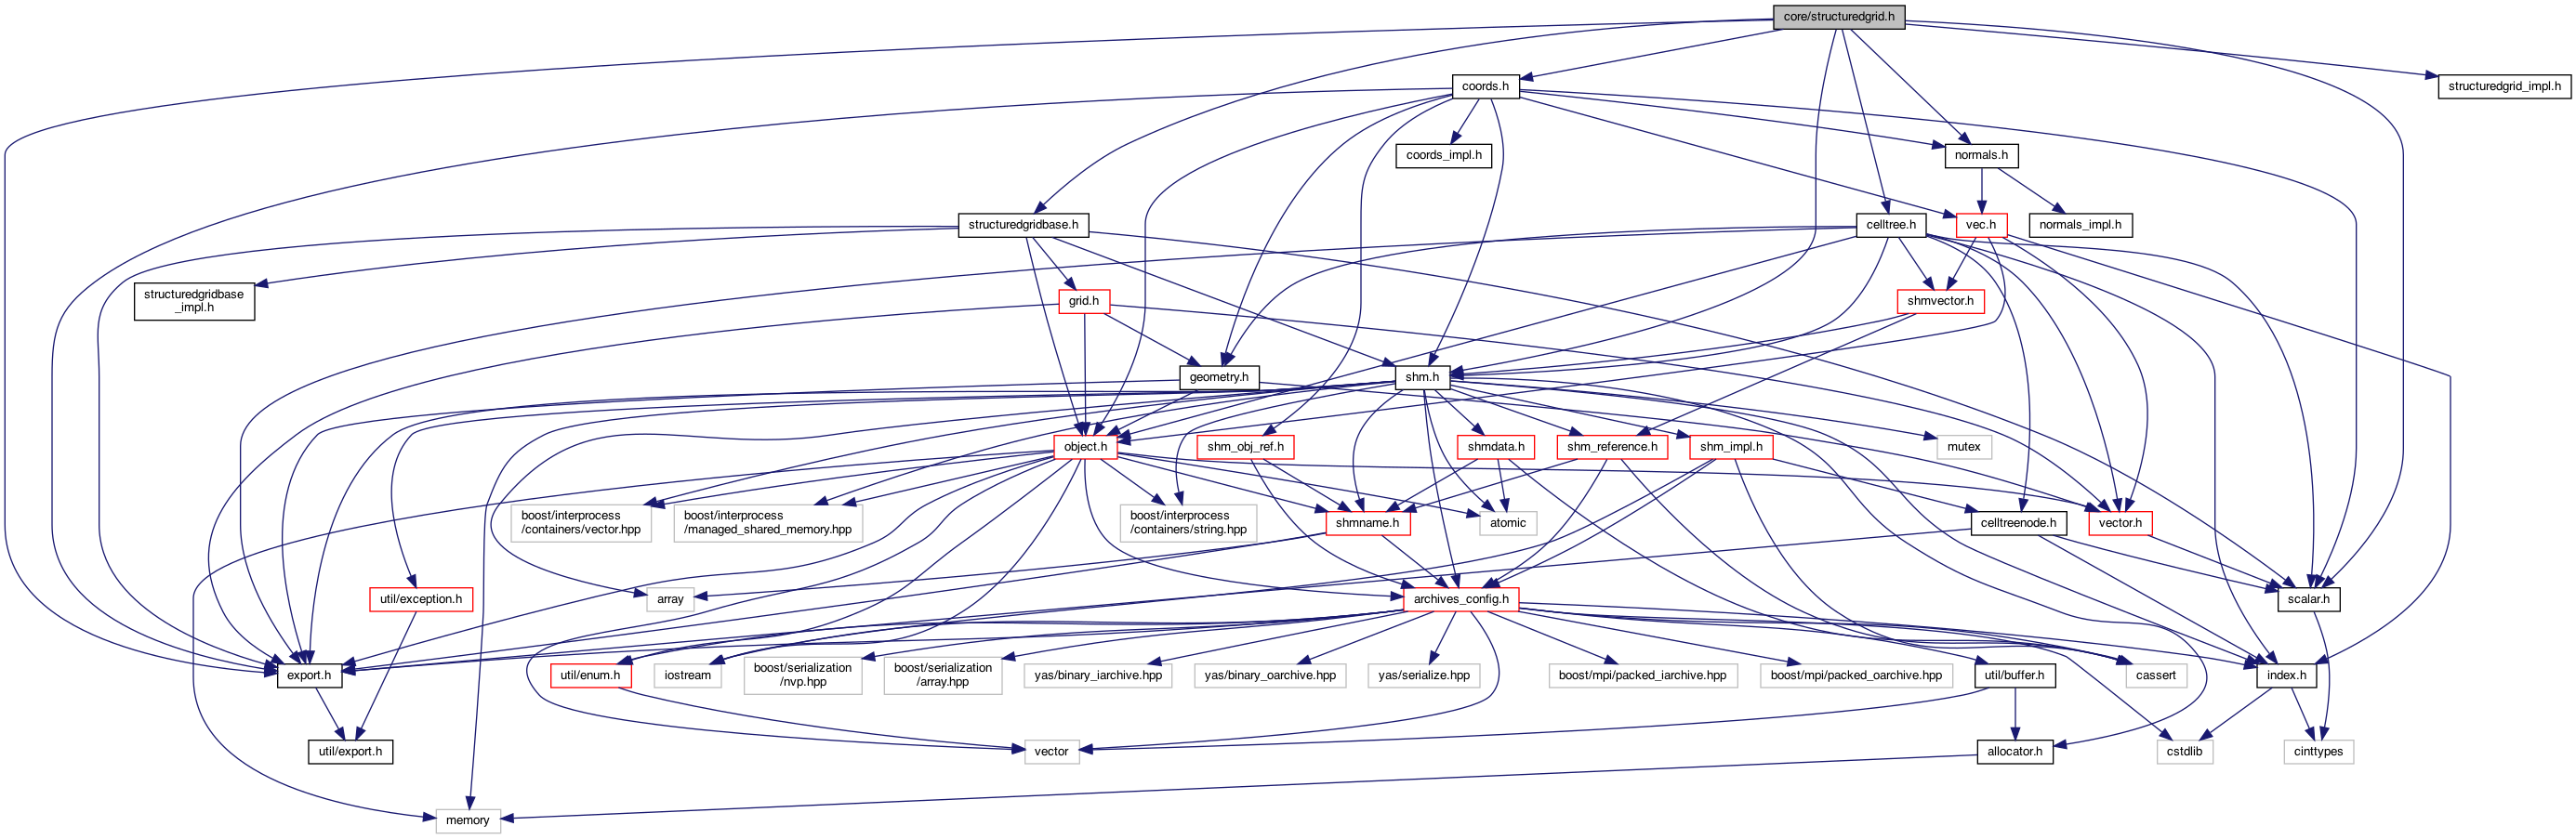 core/structuredgrid.h
coords.h
structuredgrid_impl.h
coords_impl.h
normals.h
structuredgridbase.h
celltree.h
vec.h
normals_impl.h
structuredgridbase
_impl.h
grid.h
shmvector.h
geometry.h
shm.h
object.h
shm_obj_ref.h
shmdata.h
shm_reference.h
shm_impl.h
mutex
boost/interprocess
/containers/vector.hpp
boost/interprocess
/managed_shared_memory.hpp
boost/interprocess
/containers/string.hpp
shmname.h
atomic
celltreenode.h
vector.h
util/exception.h
array
archives_config.h
scalar.h
export.h
util/enum.h
iostream
boost/serialization
/nvp.hpp
boost/serialization
/array.hpp
yas/binary_iarchive.hpp
yas/binary_oarchive.hpp
yas/serialize.hpp
boost/mpi/packed_iarchive.hpp
boost/mpi/packed_oarchive.hpp
util/buffer.h
cassert
index.h
util/export.h
vector
allocator.h
cstdlib
cinttypes
memory